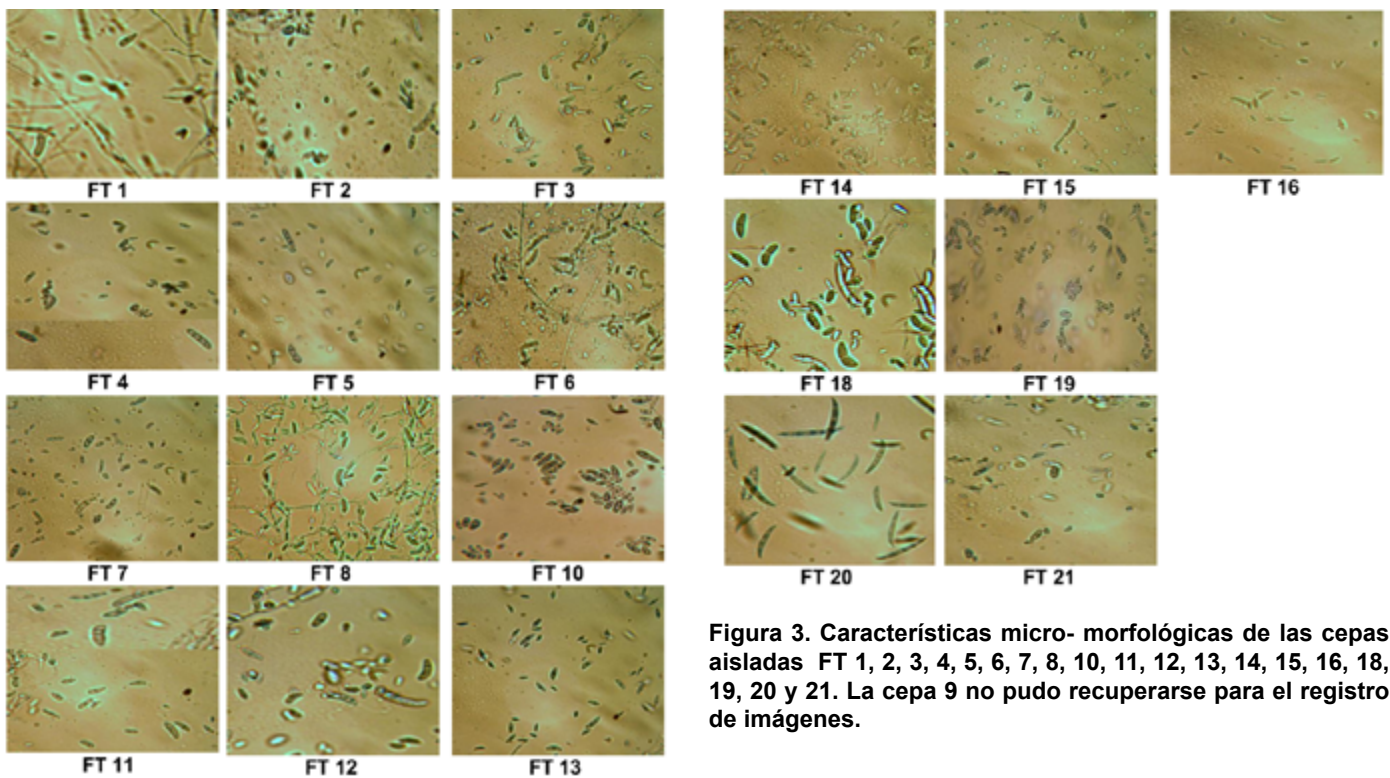 FT 1 FT 2 FT 3
FT 4 FT 5 FT 6
FT 7 FT 8 FT 10
FT 11 FT 12 FT 13
FT 14 FT 15 FT 16
FT 18 FT 19
FT 20 FT 21
Figura 3. Características micro- morfológicas de las cepas
aisladas FT 1, 2, 3, 4, 5, 6, 7, 8, 10, 11, 12, 13, 14, 15, 16, 18,
19, 20 y 21. La cepa 9 no pudo recuperarse para el registro
de imágenes.